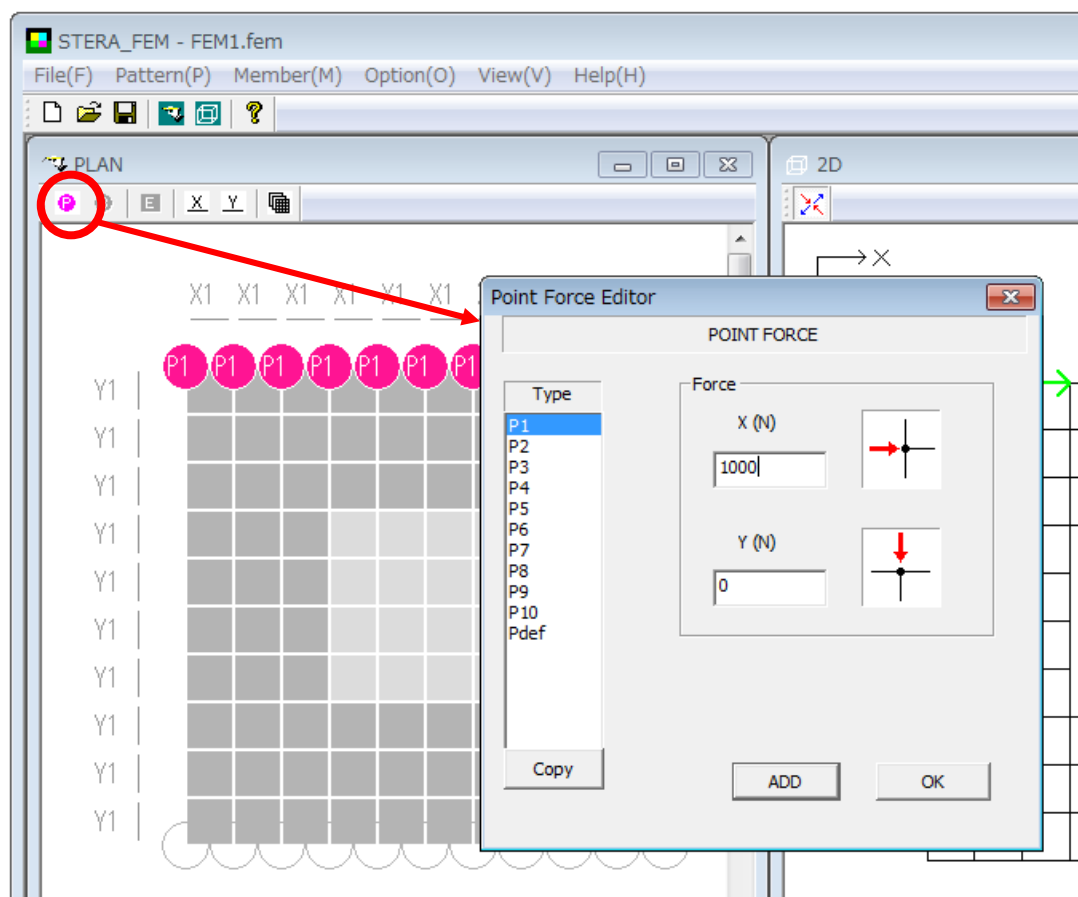 STERA_FEM - FEM1.fem
File(F) Pattern(P) Member(M) Option(O) View(V) Help(H)
PLAN
2D
P E X Y
X
X1 X1 X1 X1 X1 X1
Point Force Editor
POINT FORCE
P1 P1 P1 P1 P1 P1 P1
Y1
Y1
Y1
Y1
Y1
Y1
Y1
Y1
Y1
Y1
Type
P1
P2
P3
P4
P5
P6
P7
P8
P9
P10
Pdef
Copy
Force
X (N)
1000
Y (N)
0
ADD
OK